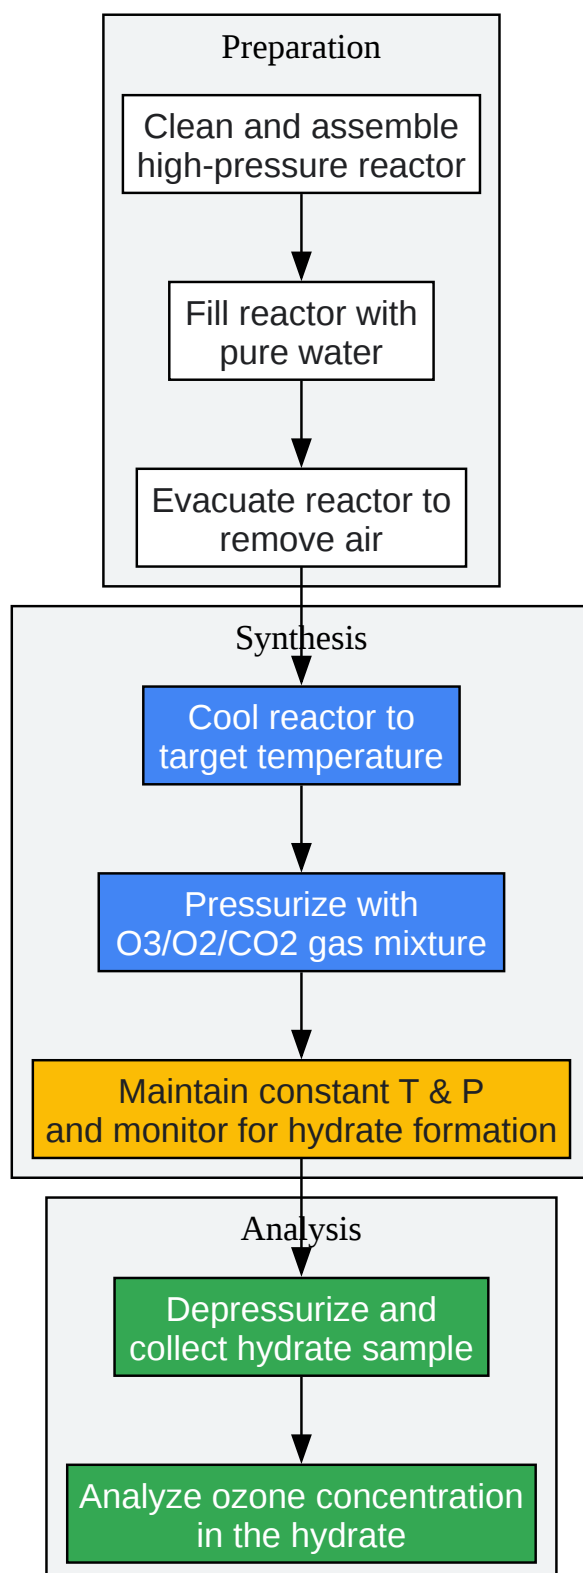 Preparation
Clean and assemble
high-pressure reactor
Fill reactor with
pure water
Evacuate reactor to
remove air
Synthesis
Cool reactor to
target temperature
Pressurize with
O3/O2/CO2 gas mixture
Maintain constant T & P
and monitor for hydrate formation
Analysis
Depressurize and
collect hydrate sample
Analyze ozone concentration
in the hydrate